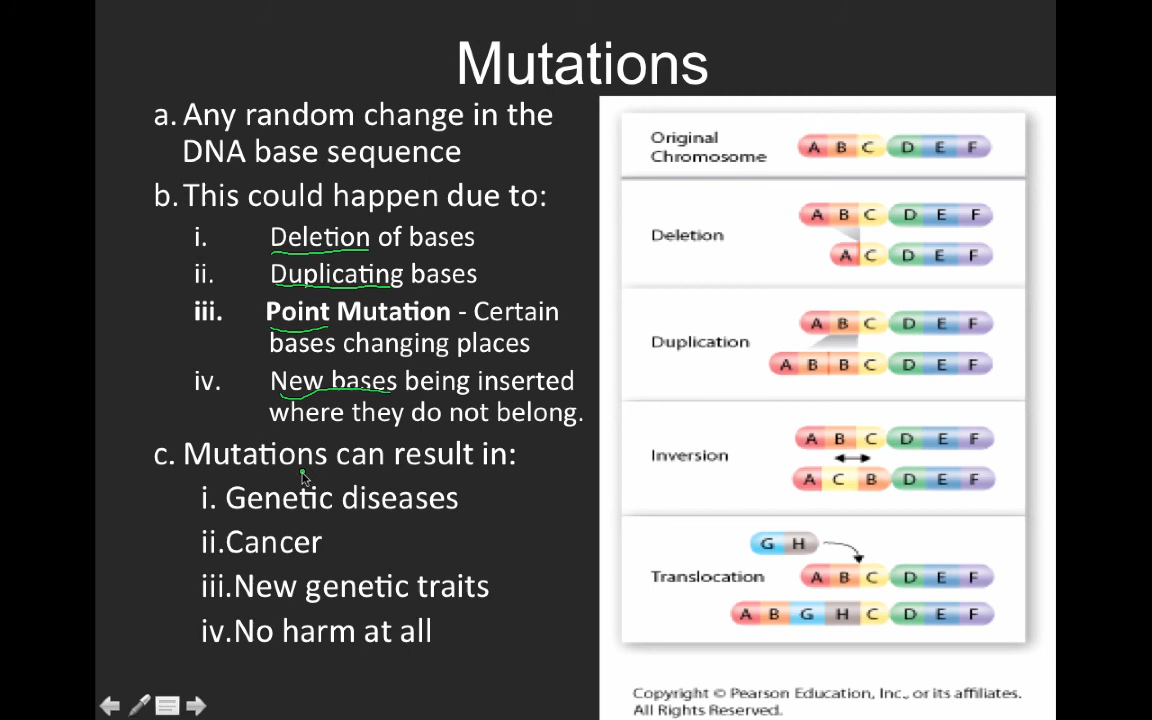 Mutations
a. Any random change in the
DNA base sequence
b. This could happen due to:
i. Deletion of bases
ii. Duplicating bases
iii. Point Mutation - Certain
bases changing places
iv. New bases being inserted
where they do not belong.
c. Mutations can result in:
i. Genetic diseases
ii.Cancer
iii.New genetic traits
iv.No harm at all
Original
Chromosome
A B C D E F
Deletion
A B C D E F
A C D E F
Duplication
A B C D E F
A B B C D E F
Inversion
A B C D E F
A C B D E F
Translocation
G H
A B C D E F
A B G H C D E F
Copyright © Pearson Education, Inc., or its affiliates.
All Rights Reserved.